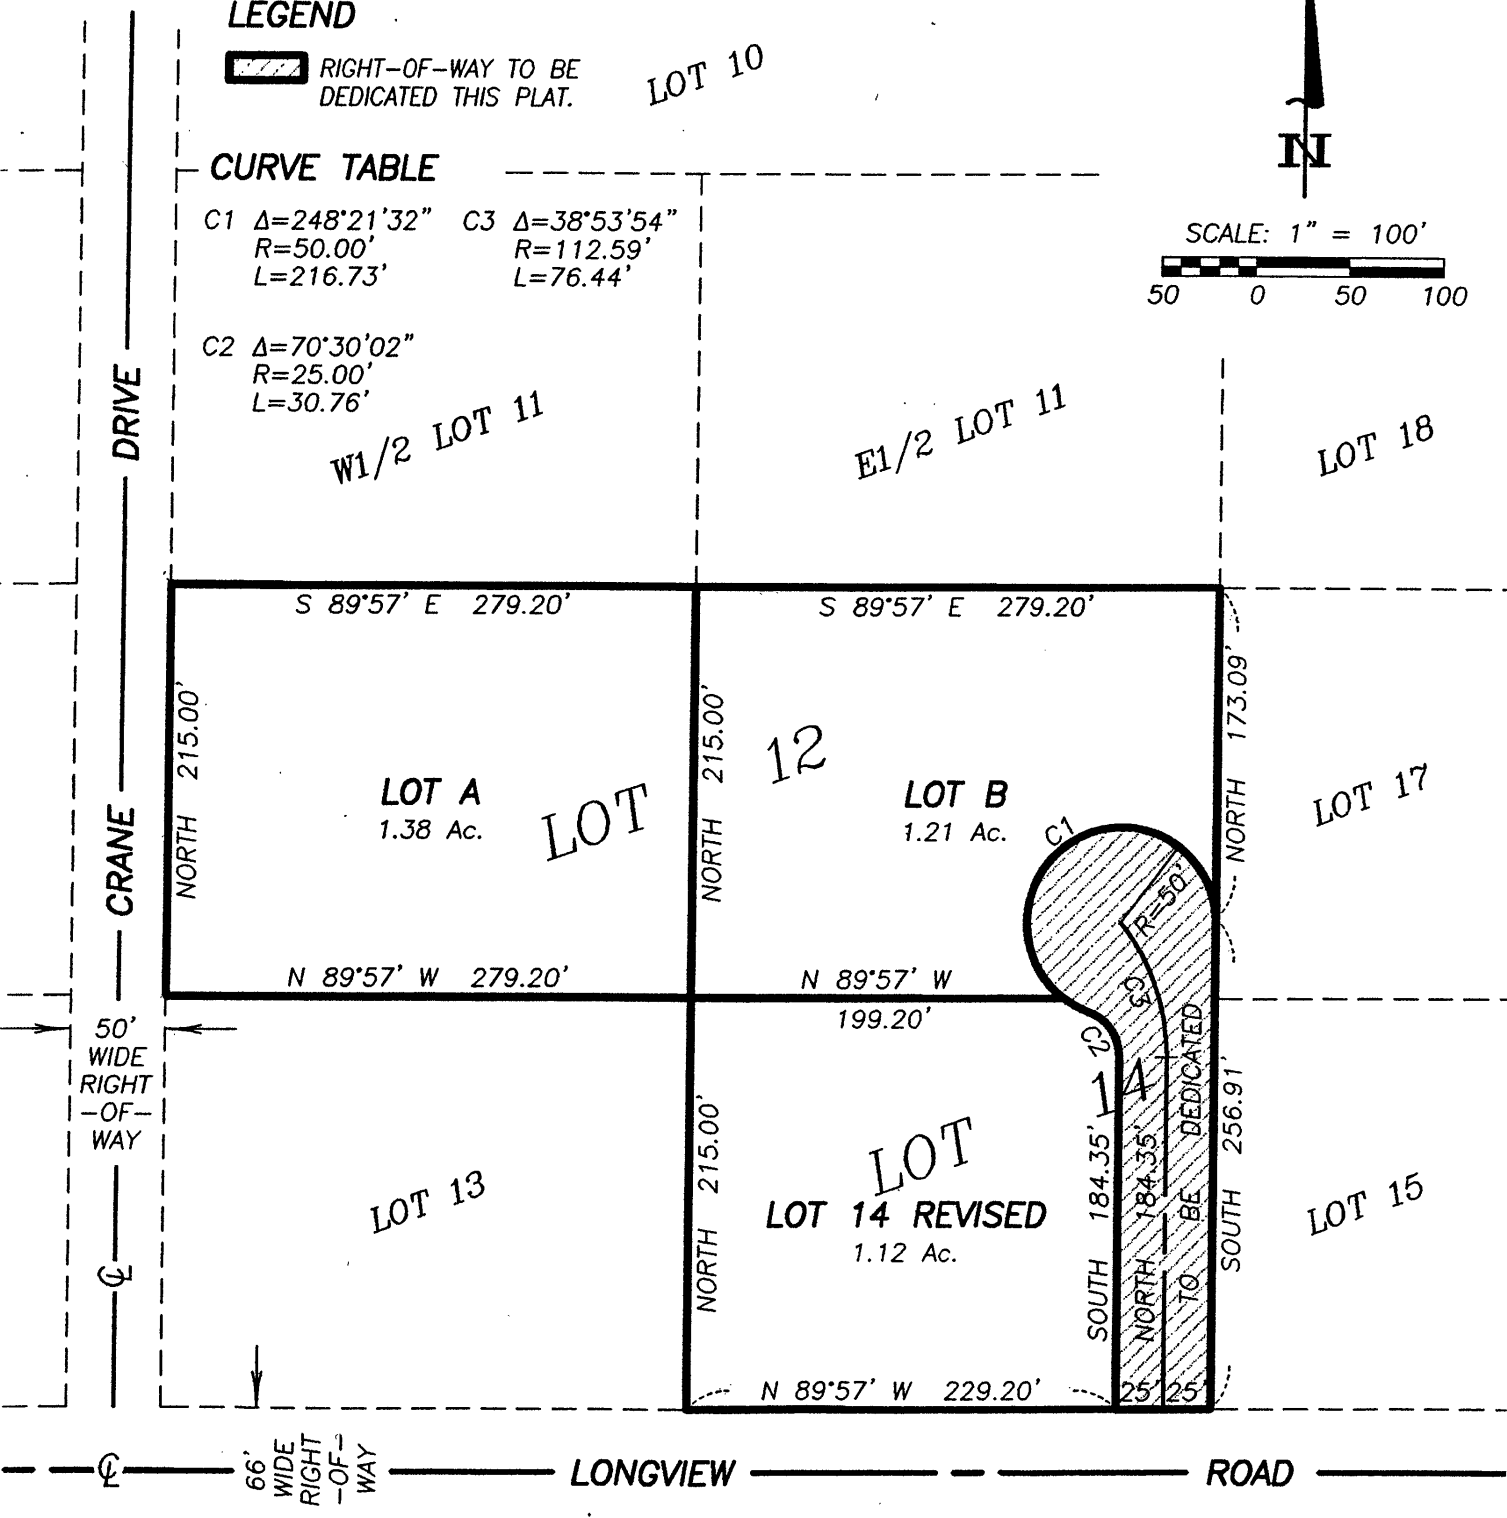 LEGEND
RIGHT-OF-WAY TO BE
DEDICATED THIS PLAT.
LOT 10
N
CURVE TABLE
C1 Δ=248°21'32"
R=50.00'
L=216.73'
C3 Δ=38°53'54"
R=112.59'
L=76.44'
C2 Δ=70°30'02"
R=25.00'
L=30.76'
SCALE: 1" = 100'
50 0 50 100
W1/2 LOT 11
E1/2 LOT 11
LOT 18
CRANE DRIVE
S 89°57' E 279.20'
S 89°57' E 279.20'
NORTH 215.00'
NORTH 215.00'
NORTH 173.09'
LOT 12
LOT A
1.38 Ac.
LOT B
1.21 Ac.
LOT 17
C1
R=50'
C3
C2
N 89°57' W 279.20'
N 89°57' W
199.20'
50'
WIDE
RIGHT
-OF-
WAY
LOT 13
NORTH 215.00'
LOT 14
LOT 14 REVISED
1.12 Ac.
SOUTH 184.35'
NORTH 184.35'
TO BE DEDICATED
SOUTH 256.91'
LOT 15
N 89°57' W 229.20'
25' 25'
℄
℄
66'
WIDE
RIGHT
-OF-
WAY
LONGVIEW ROAD